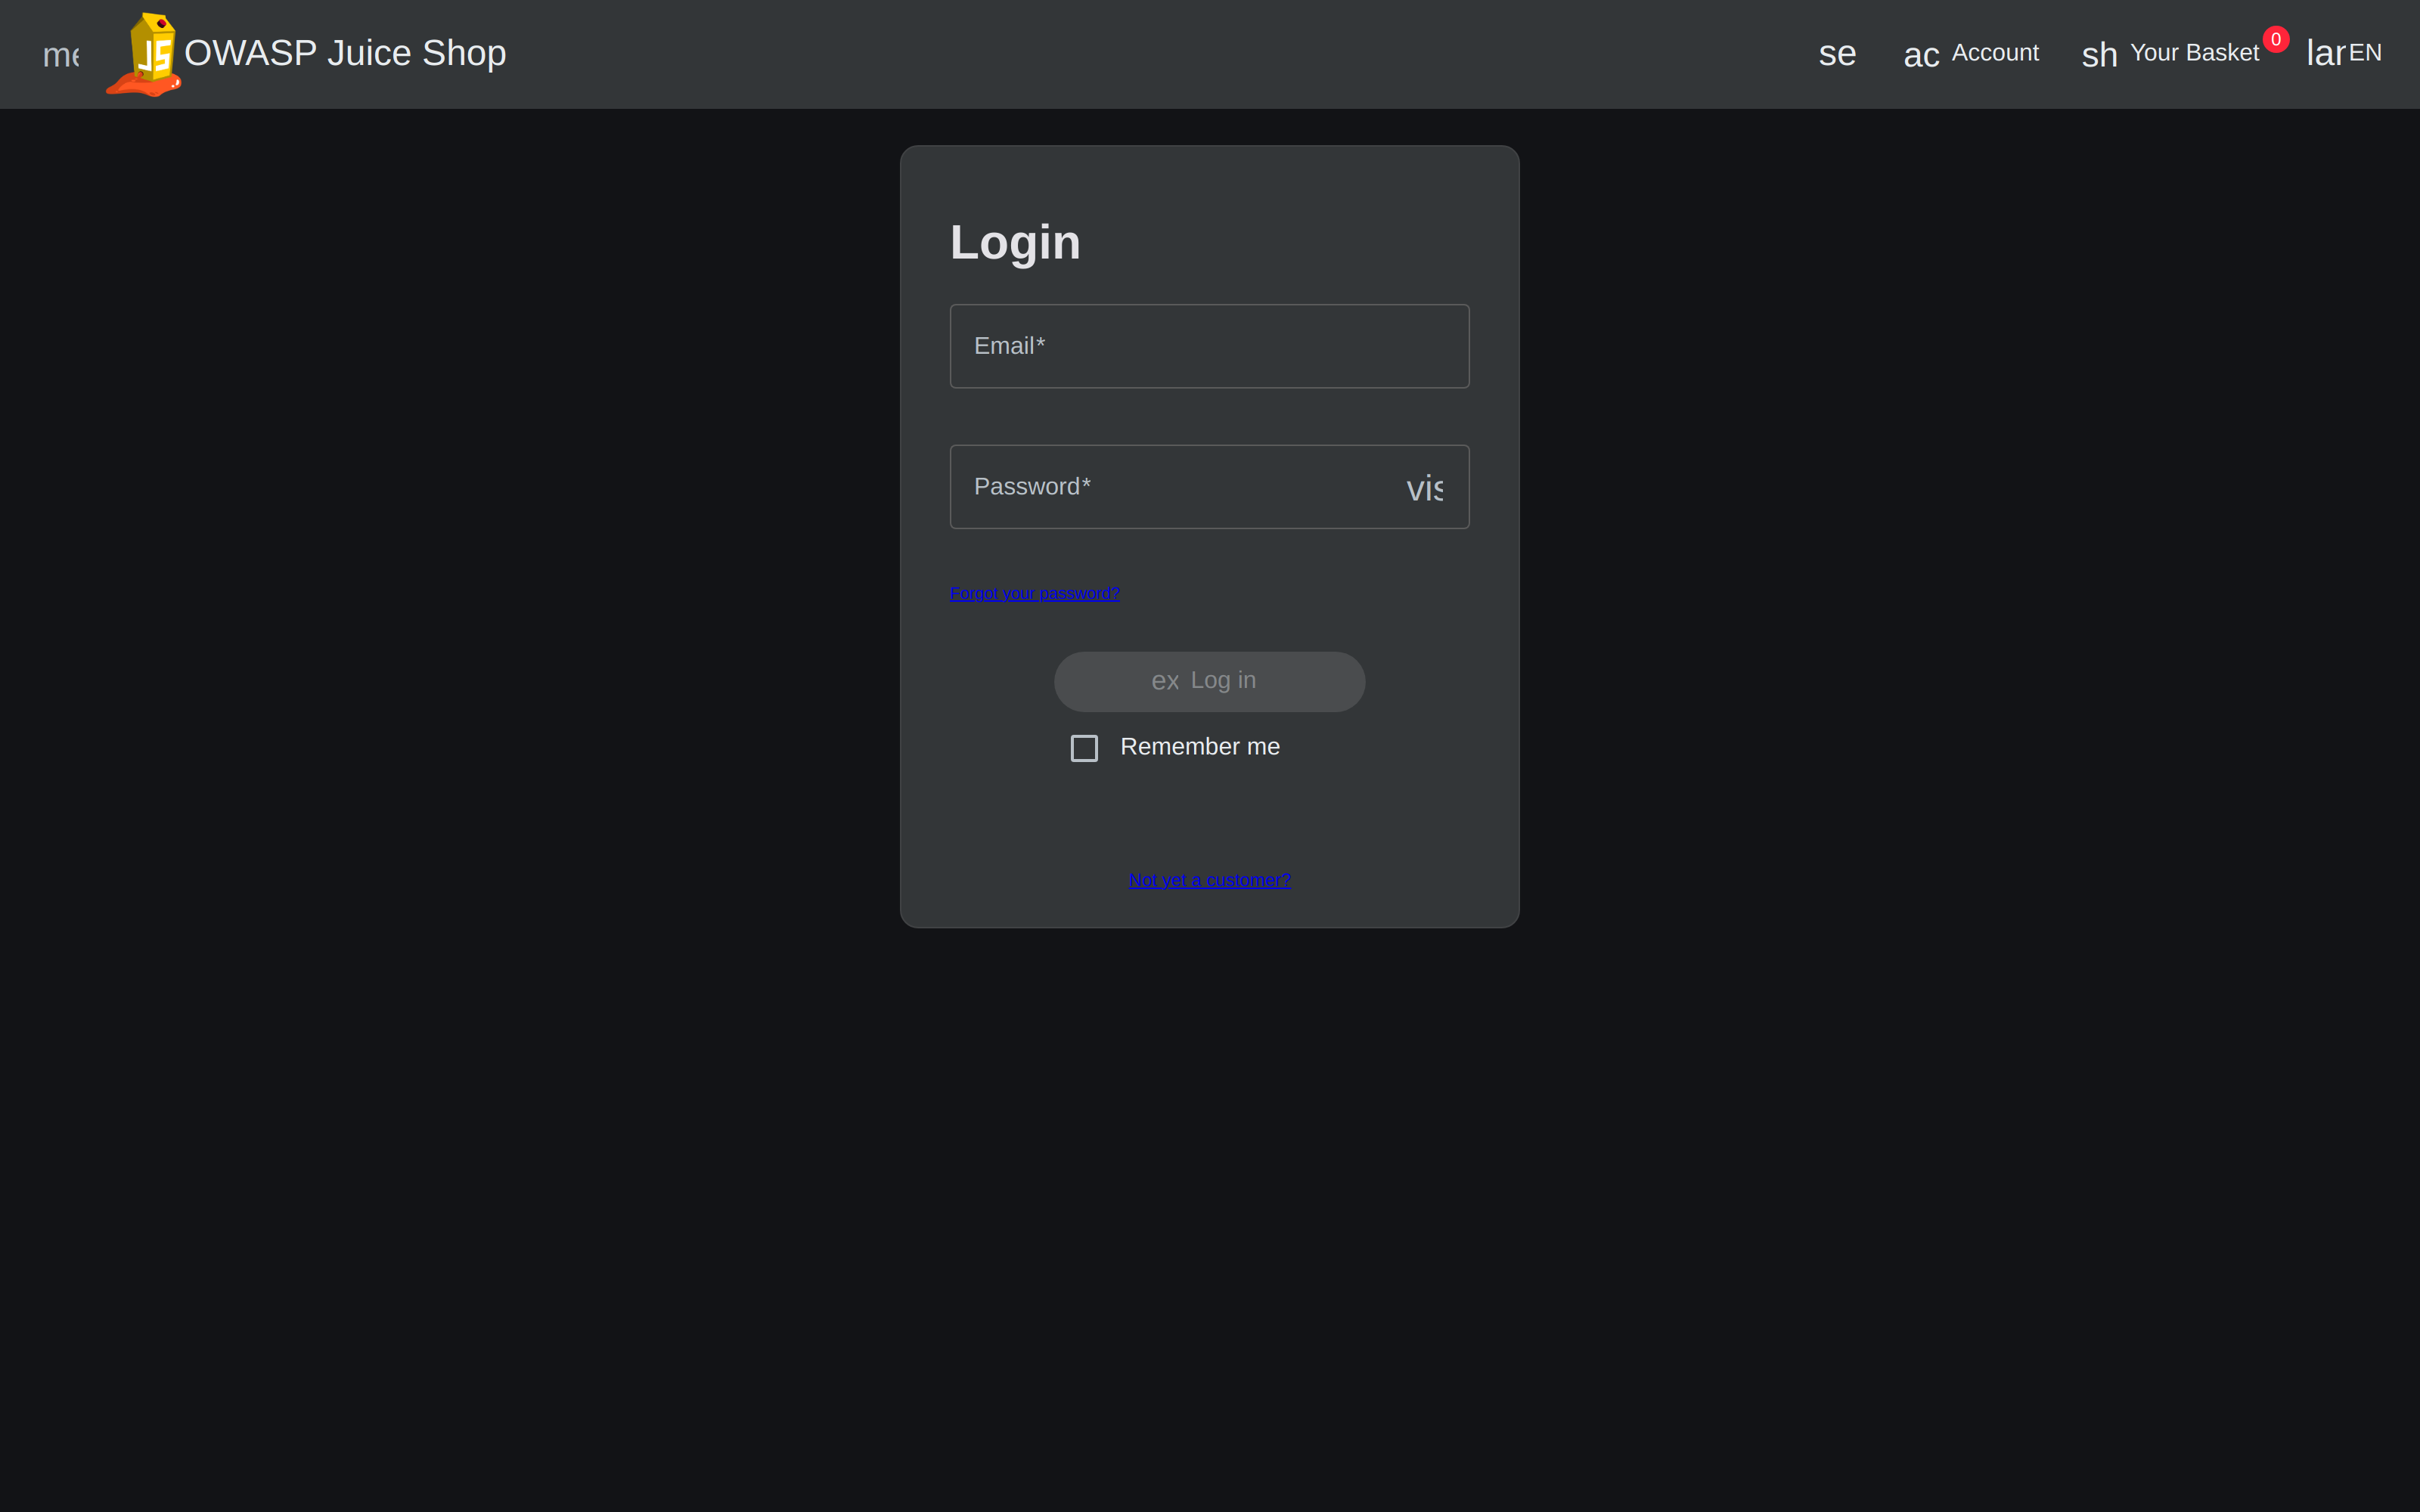 me JS OWASP Juice Shop se ac Account sh Your Basket 0 lar EN
Login
Email*
Password* vis
Forgot your password?
ex Log in
Remember me
Not yet a customer?